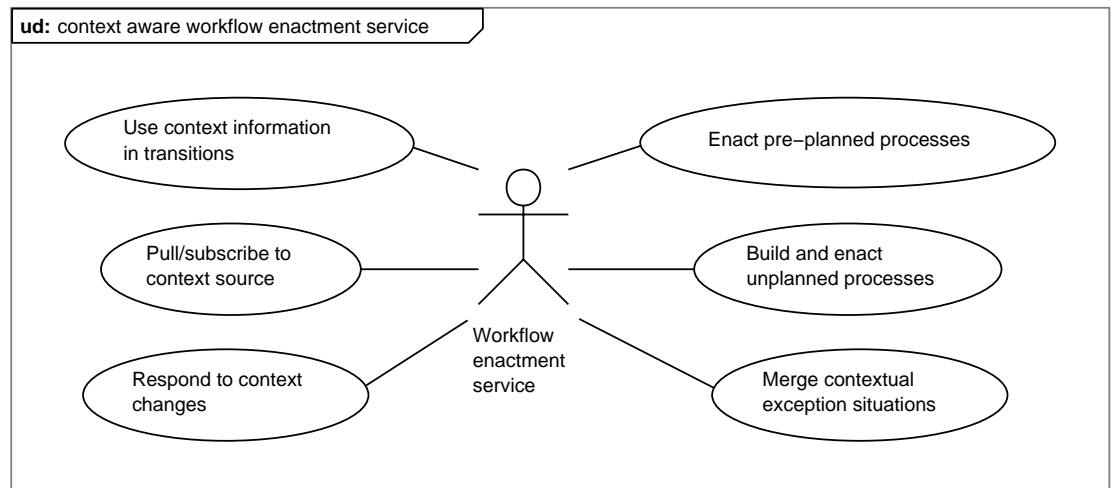 ud: context aware workflow enactment service
Use context information
in transitions
Enact pre−planned processes
Pull/subscribe to
context source
Build and enact
unplanned processes
Workflow
enactment
service
Respond to context
changes
Merge contextual
exception situations